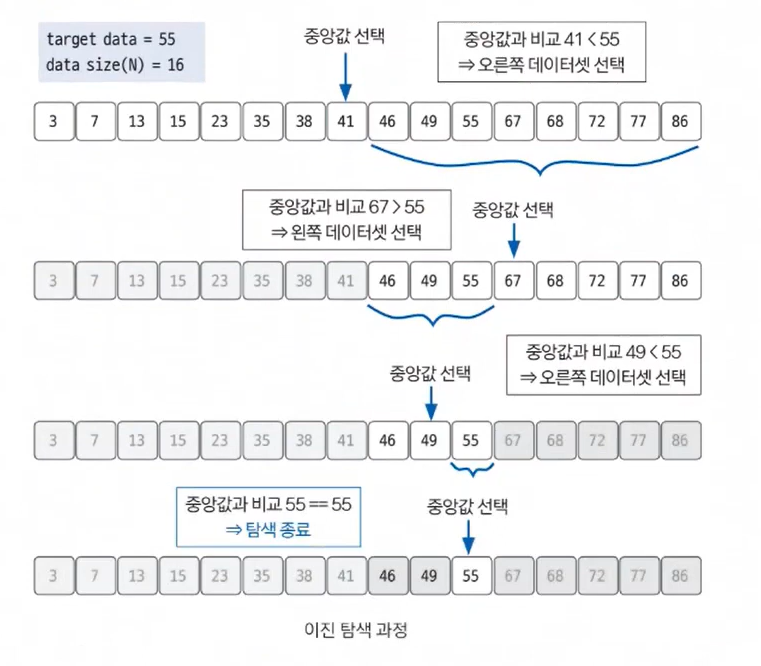 target data = 55
data size(N) = 16
중앙값 선택
중앙값과 비교 41 < 55
⇒ 오른쪽 데이터셋 선택
3 7 13 15 23 35 38 41 46 49 55 67 68 72 77 86
중앙값과 비교 67 > 55
⇒ 왼쪽 데이터셋 선택
중앙값 선택
3 7 13 15 23 35 38 41 46 49 55 67 68 72 77 86
중앙값 선택
중앙값과 비교 49 < 55
⇒ 오른쪽 데이터셋 선택
3 7 13 15 23 35 38 41 46 49 55 67 68 72 77 86
중앙값과 비교 55 == 55
⇒ 탐색 종료
중앙값 선택
3 7 13 15 23 35 38 41 46 49 55 67 68 72 77 86
이진 탐색 과정